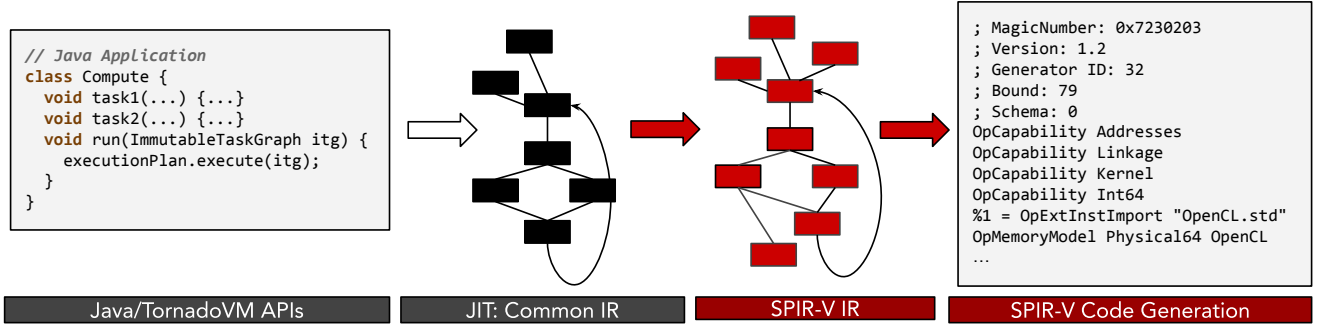 // Java Application
class Compute {
void task1(...) {...}
void task2(...) {...}
void run(ImmutableTaskGraph itg) {
executionPlan.execute(itg);
}
}
; MagicNumber: 0x7230203
; Version: 1.2
; Generator ID: 32
; Bound: 79
; Schema: 0
OpCapability Addresses
OpCapability Linkage
OpCapability Kernel
OpCapability Int64
%1 = OpExtInstImport "OpenCL.std"
OpMemoryModel Physical64 OpenCL
…
Java/TornadoVM APIs
JIT: Common IR
SPIR-V IR
SPIR-V Code Generation